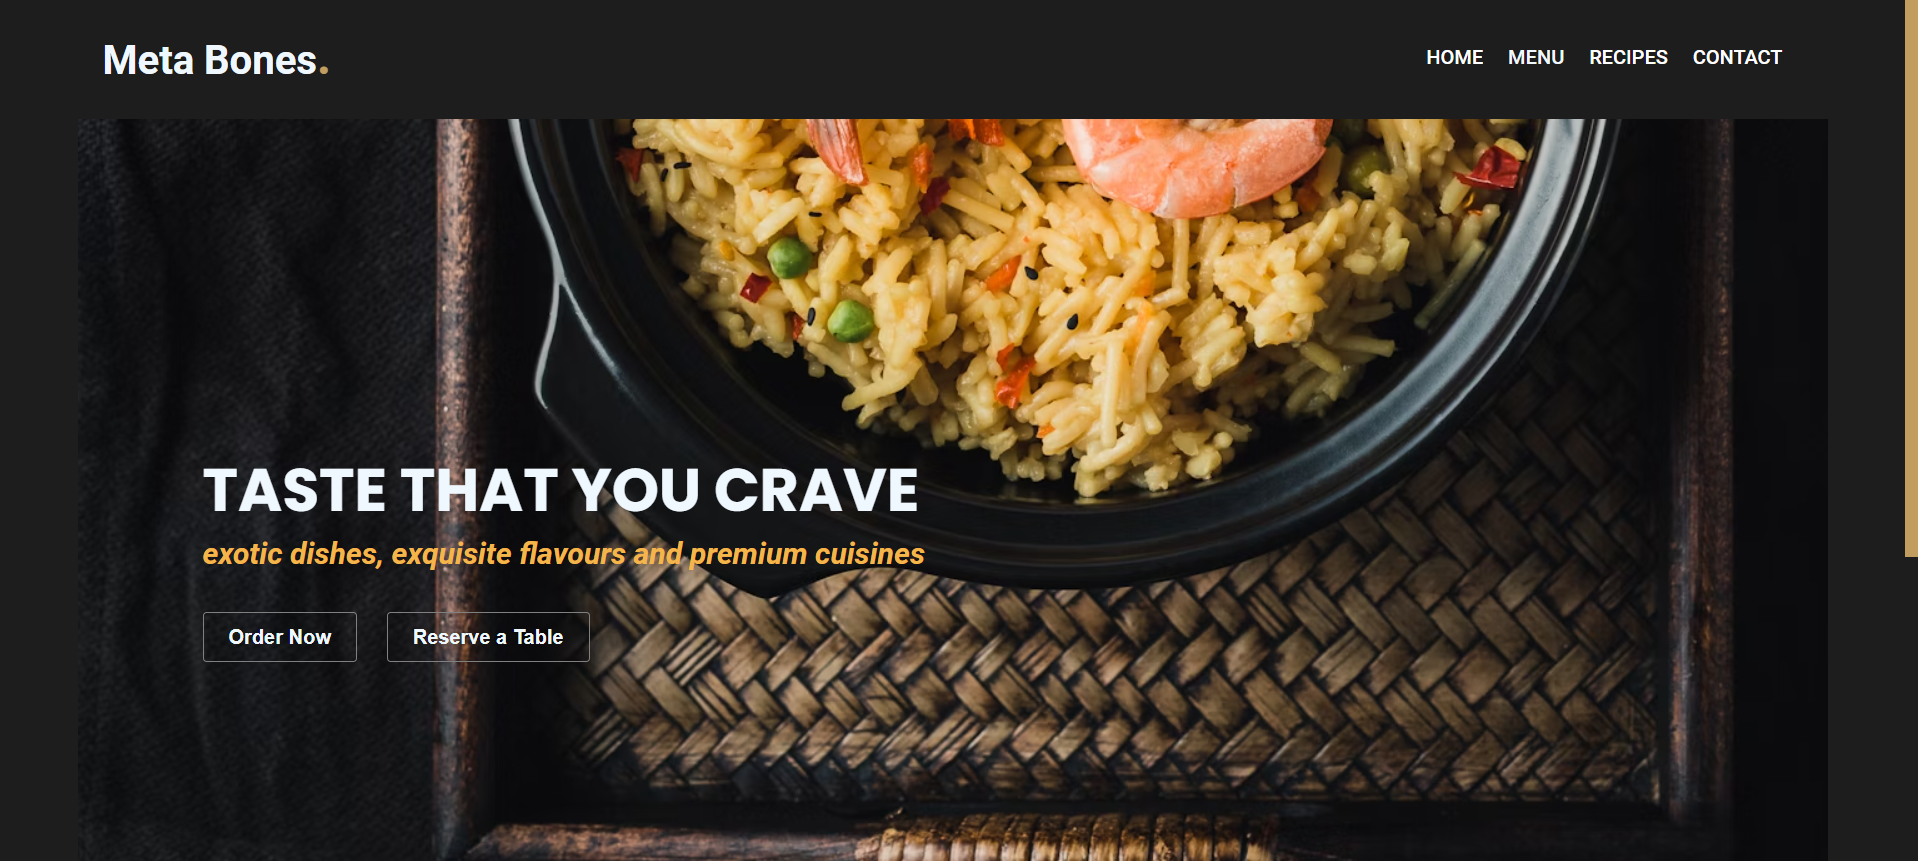 Meta Bones.
HOME MENU RECIPES CONTACT
TASTE THAT YOU CRAVE
exotic dishes, exquisite flavours and premium cuisines
Order Now Reserve a Table